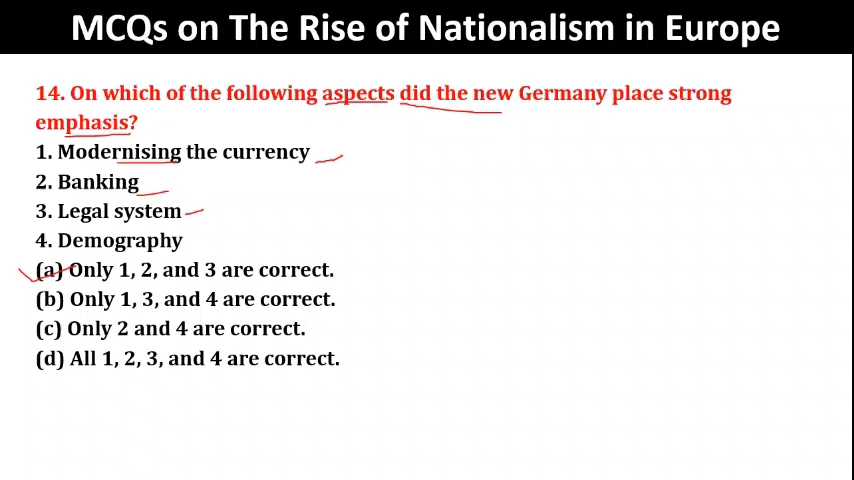 MCQs on The Rise of Nationalism in Europe
14. On which of the following aspects did the new Germany place strong
emphasis?
1. Modernising the currency
2. Banking
3. Legal system
4. Demography
(a) Only 1, 2, and 3 are correct.
(b) Only 1, 3, and 4 are correct.
(c) Only 2 and 4 are correct.
(d) All 1, 2, 3, and 4 are correct.